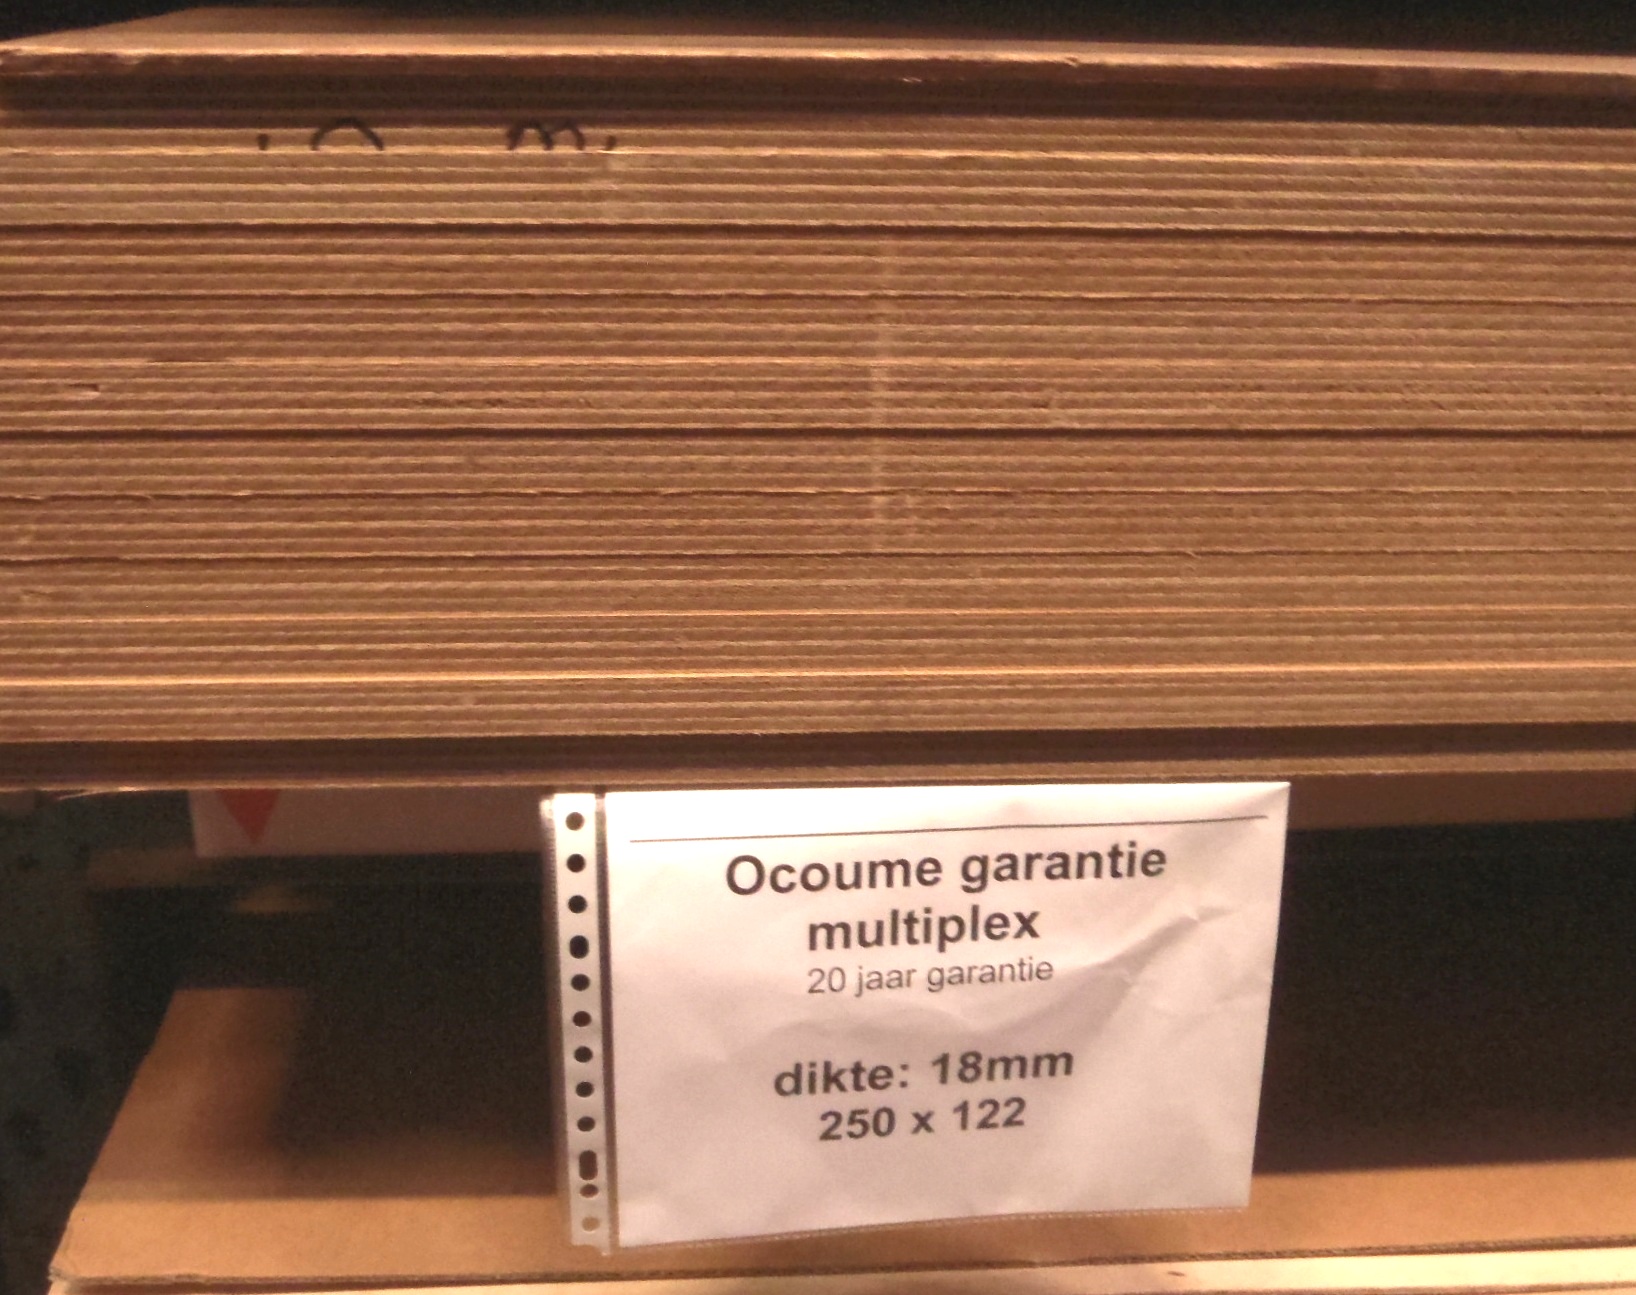 Ocoume garantie
multiplex
20 jaar garantie
dikte: 18mm
250 x 122